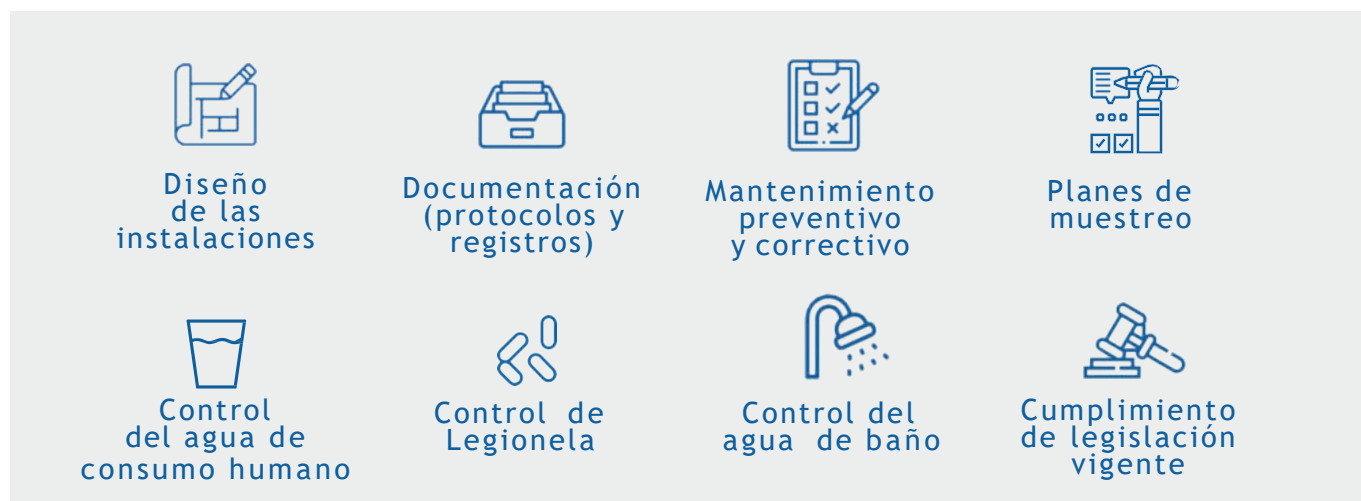 Diseño
de las
instalaciones
Documentación
(protocolos y
registros)
Mantenimiento
preventivo
y correctivo
Planes de
muestreo
Control
del agua de
consumo humano
Control de
Legionela
Control del
agua de baño
Cumplimiento
de legislación
vigente